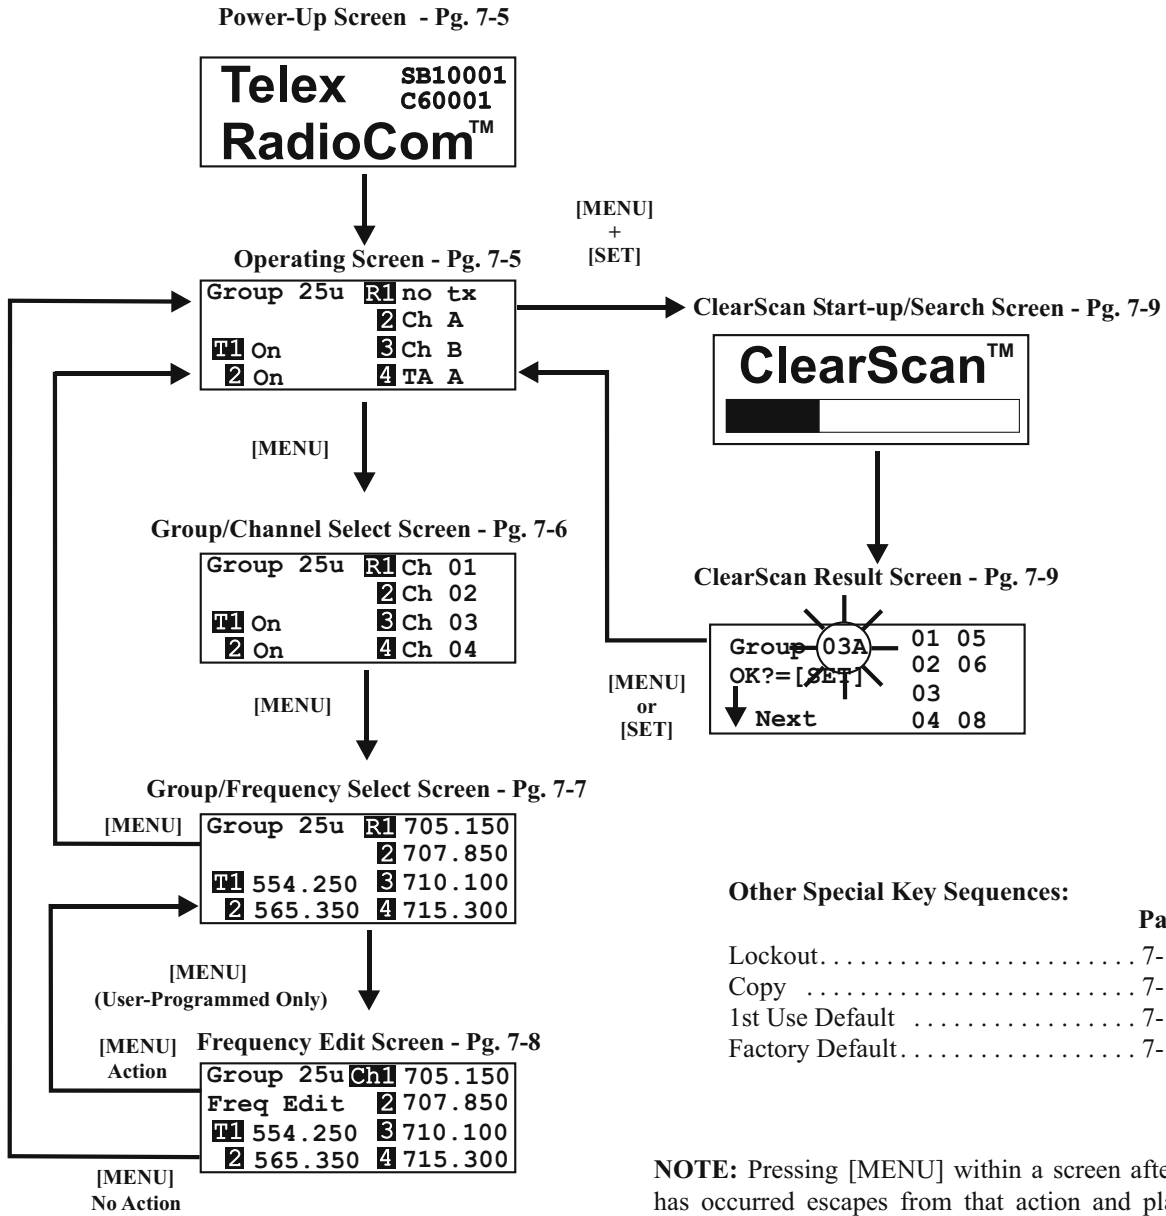 Power-Up Screen - Pg. 7-5
Telex SB10001
C60001
RadioCom™
[MENU]
+
[SET]
Operating Screen - Pg. 7-5
Group 25u R1 no tx
2 Ch A
T1 On 3 Ch B
2 On 4 TA A
ClearScan Start-up/Search Screen - Pg. 7-9
ClearScan™
[MENU]
Group/Channel Select Screen - Pg. 7-6
Group 25u R1 Ch 01
2 Ch 02
T1 On 3 Ch 03
2 On 4 Ch 04
ClearScan Result Screen - Pg. 7-9
Group 03A 01 05
OK?=[SET] 02 06
03
Next 04 08
[MENU]
or
[SET]
[MENU]
Group/Frequency Select Screen - Pg. 7-7
[MENU]
Group 25u R1 705.150
2 707.850
T1 554.250 3 710.100
2 565.350 4 715.300
[MENU]
(User-Programmed Only)
Frequency Edit Screen - Pg. 7-8
[MENU]
Action
Group 25u Ch1 705.150
Freq Edit 2 707.850
T1 554.250 3 710.100
2 565.350 4 715.300
[MENU]
No Action
Other Special Key Sequences:
Pa
Lockout. . . . . . . . . . . . . . . . . . . . . . . . 7-
Copy . . . . . . . . . . . . . . . . . . . . . . . . . 7-
1st Use Default . . . . . . . . . . . . . . . . . 7-
Factory Default. . . . . . . . . . . . . . . . . . 7-
NOTE: Pressing [MENU] within a screen afte
has occurred escapes from that action and pla